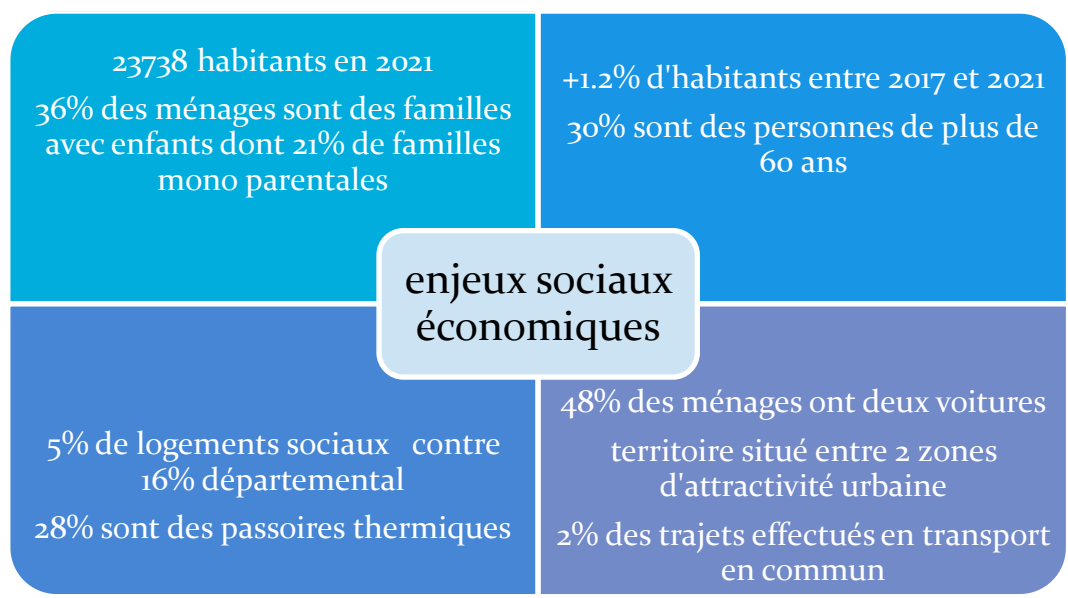 23738 habitants en 2021
36% des ménages sont des familles
avec enfants dont 21% de familles
mono parentales
+1.2% d'habitants entre 2017 et 2021
30% sont des personnes de plus de
60 ans
enjeux sociaux
économiques
5% de logements sociaux contre
16% départemental
28% sont des passoires thermiques
48% des ménages ont deux voitures
territoire situé entre 2 zones
d'attractivité urbaine
2% des trajets effectués en transport
en commun